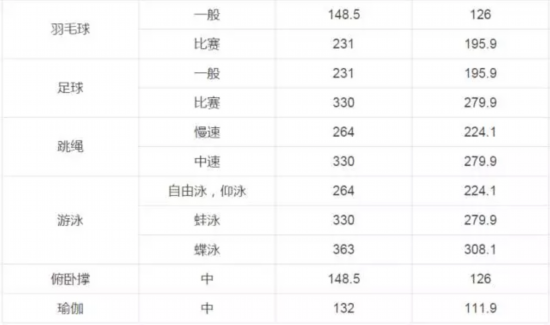 羽毛球 一般 148.5 126
比赛 231 195.9
足球 一般 231 195.9
比赛 330 279.9
跳绳 慢速 264 224.1
中速 330 279.9
游泳 自由泳，仰泳 264 224.1
蛙泳 330 279.9
蝶泳 363 308.1
俯卧撑 中 148.5 126
瑜伽 中 132 111.9